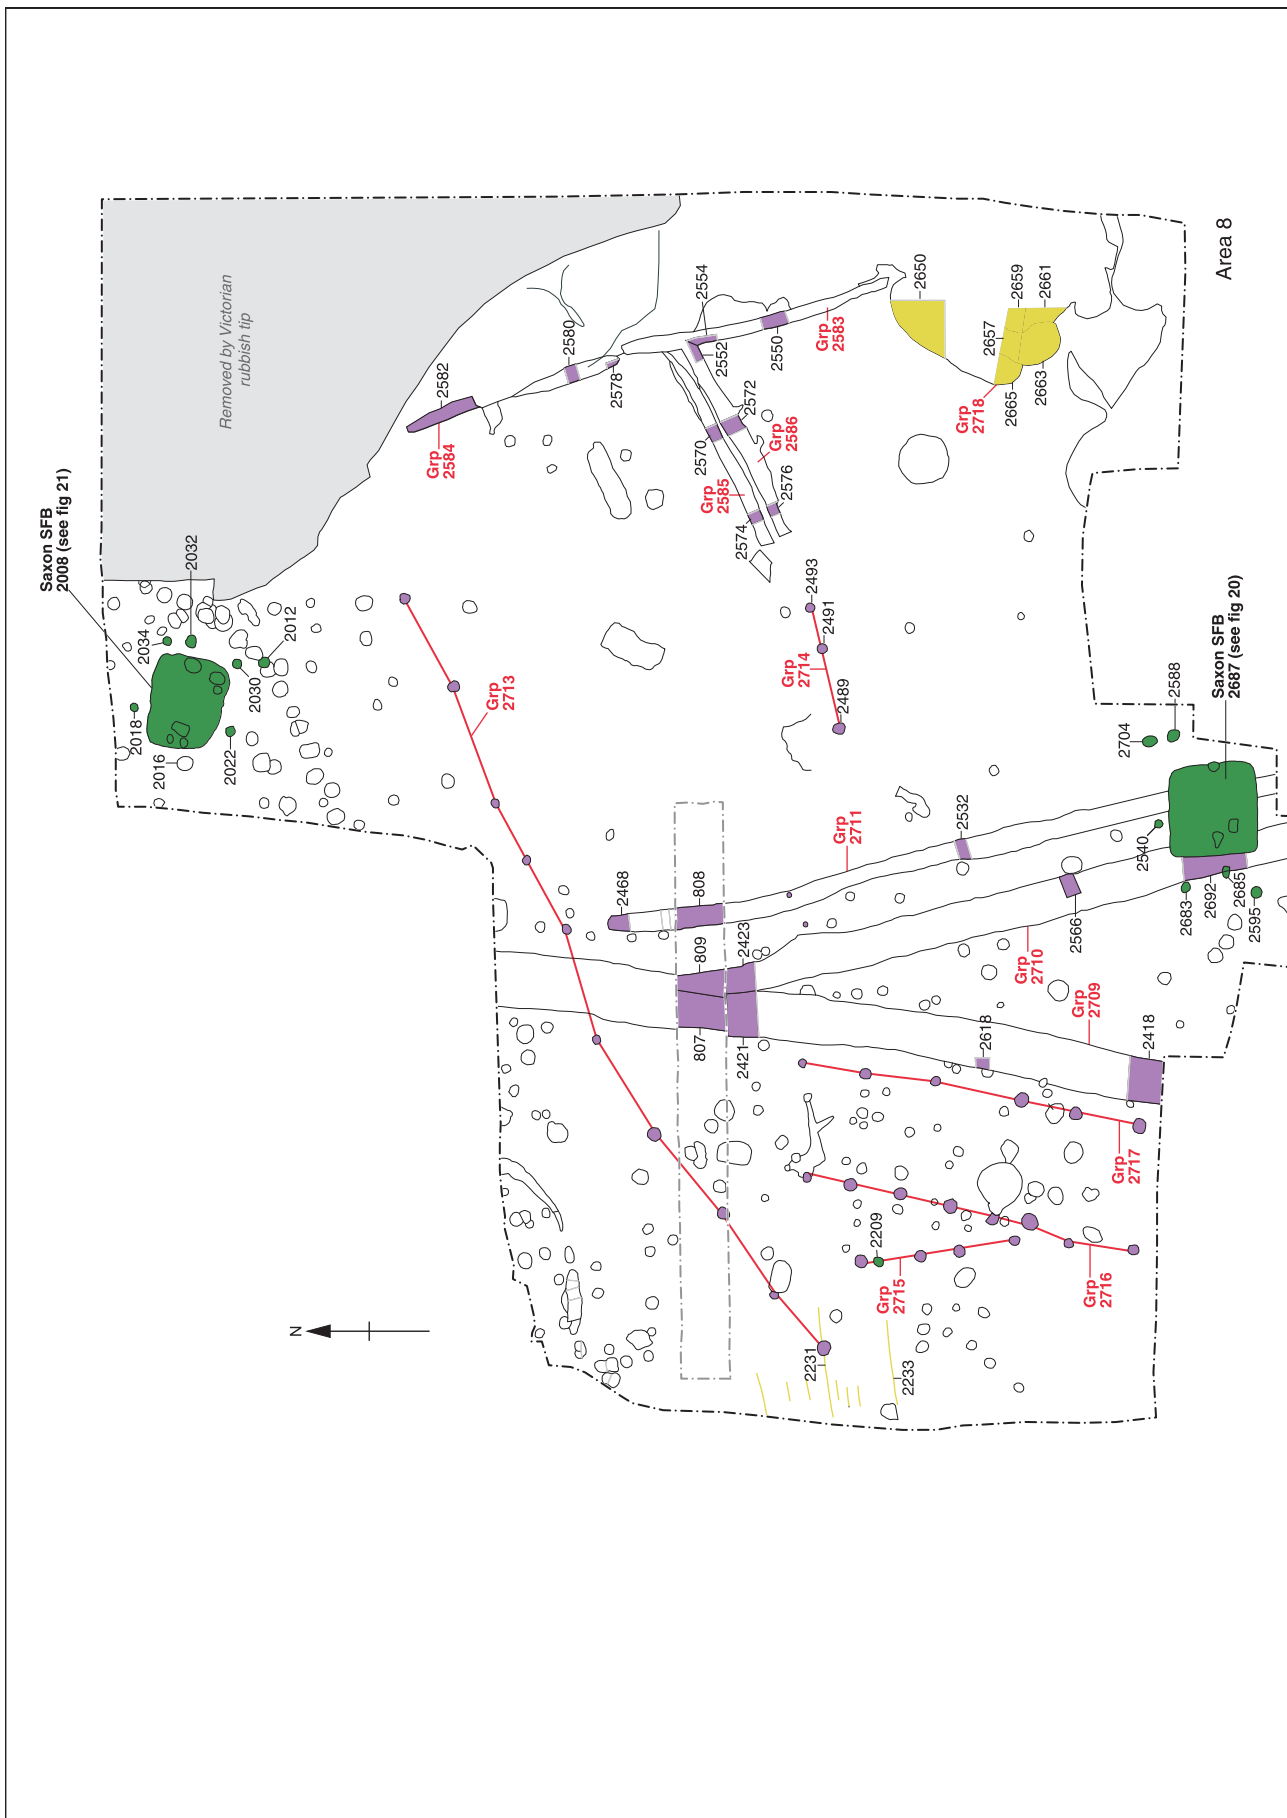 Saxon SFB
2008 (see fig 21)
Removed by Victorian
rubbish tip
2034
2032
2018
2016
2022
2030
2012
Grp
2713
2582
Grp
2584
2580
2578
2554
2552
2550
Grp
2583
2572
2570
Grp
2586
Grp
2585
2576
2574
2650
2659
2661
2657
2663
2665
Grp
2718
Area 8
2493
2491
Grp
2714
2489
2588
2704
Saxon SFB
2687 (see fig 20)
2540
2683
2692
2685
2595
Grp
2711
2532
2566
Grp
2710
2468
808
809
2423
807
2421
Grp
2709
2618
2418
Grp
2717
Grp
2716
2209
Grp
2715
2231
2233
N